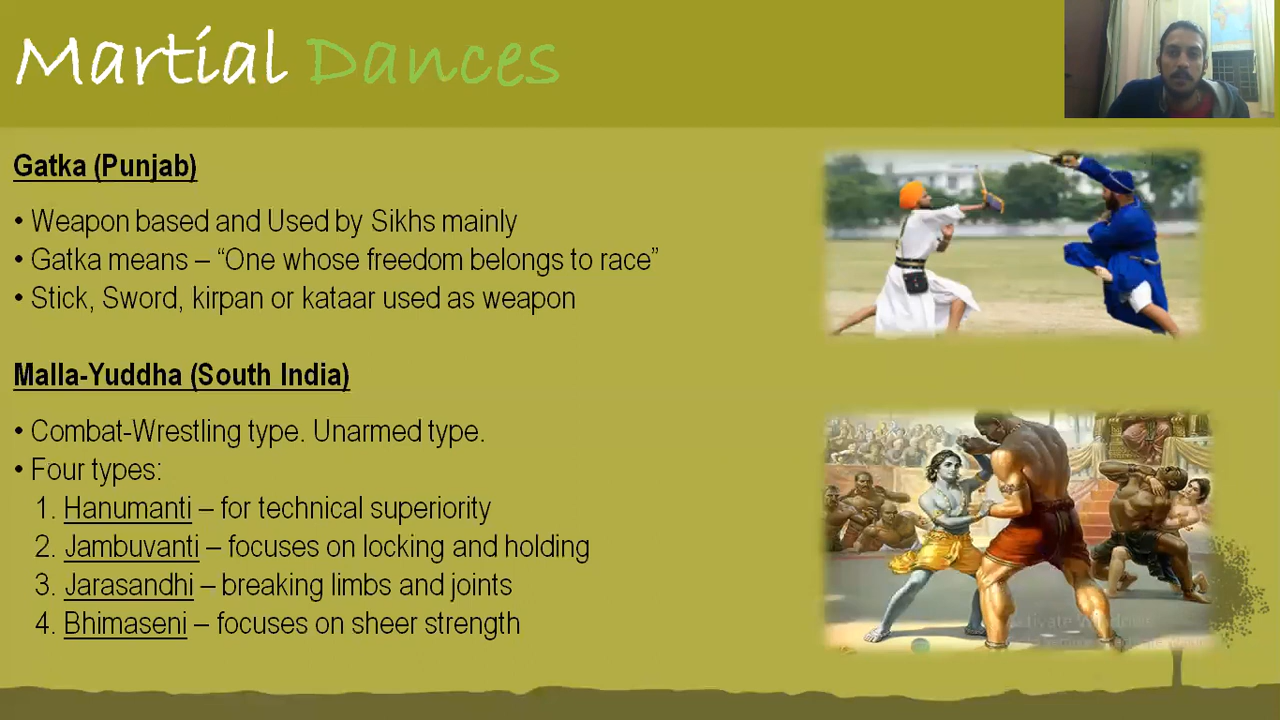 Martial Dances
Gatka (Punjab)
• Weapon based and Used by Sikhs mainly
• Gatka means – “One whose freedom belongs to race”
• Stick, Sword, kirpan or kataar used as weapon
Malla-Yuddha (South India)
• Combat-Wrestling type. Unarmed type.
• Four types:
1. Hanumanti – for technical superiority
2. Jambuvanti – focuses on locking and holding
3. Jarasandhi – breaking limbs and joints
4. Bhimaseni – focuses on sheer strength